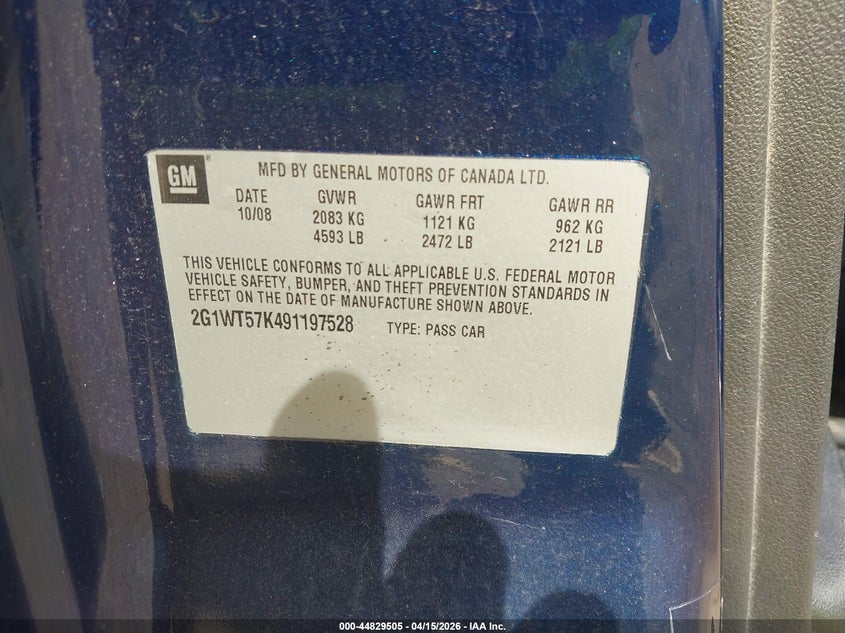 GM
MFD BY GENERAL MOTORS OF CANADA LTD.
DATE GVWR GAWR FRT GAWR RR
10/08 2083 KG 1121 KG 962 KG
4593 LB 2472 LB 2121 LB
THIS VEHICLE CONFORMS TO ALL APPLICABLE U.S. FEDERAL MOTOR
VEHICLE SAFETY, BUMPER, AND THEFT PREVENTION STANDARDS IN
EFFECT ON THE DATE OF MANUFACTURE SHOWN ABOVE.
2G1WT57K491197528 TYPE: PASS CAR
000-44829505 - 04/15/2026 - IAA Inc.